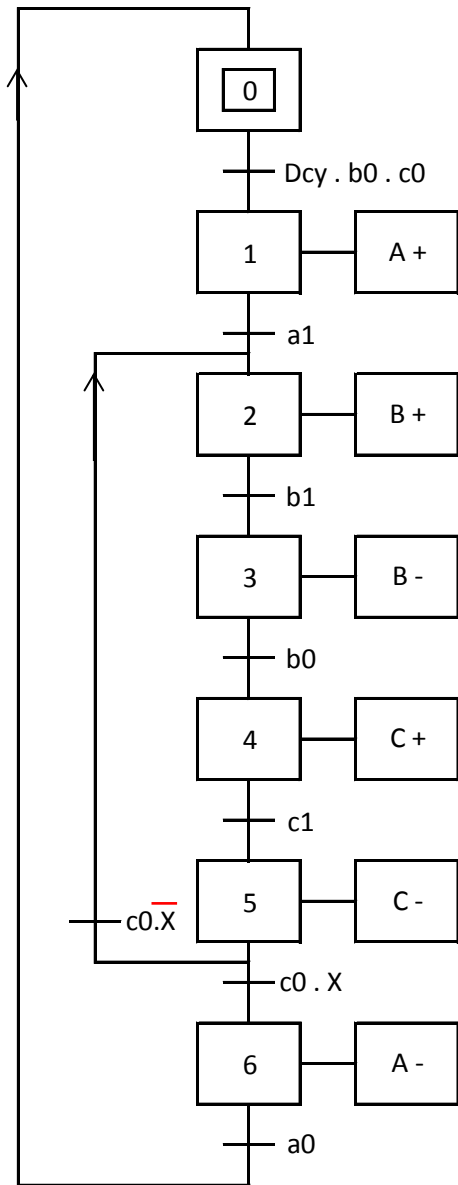 0
Dcy . b0 . c0
1 A +
a1
2 B +
b1
3 B -
b0
4 C +
c1
5 C -
c0.X̅
c0 . X
6 A -
a0